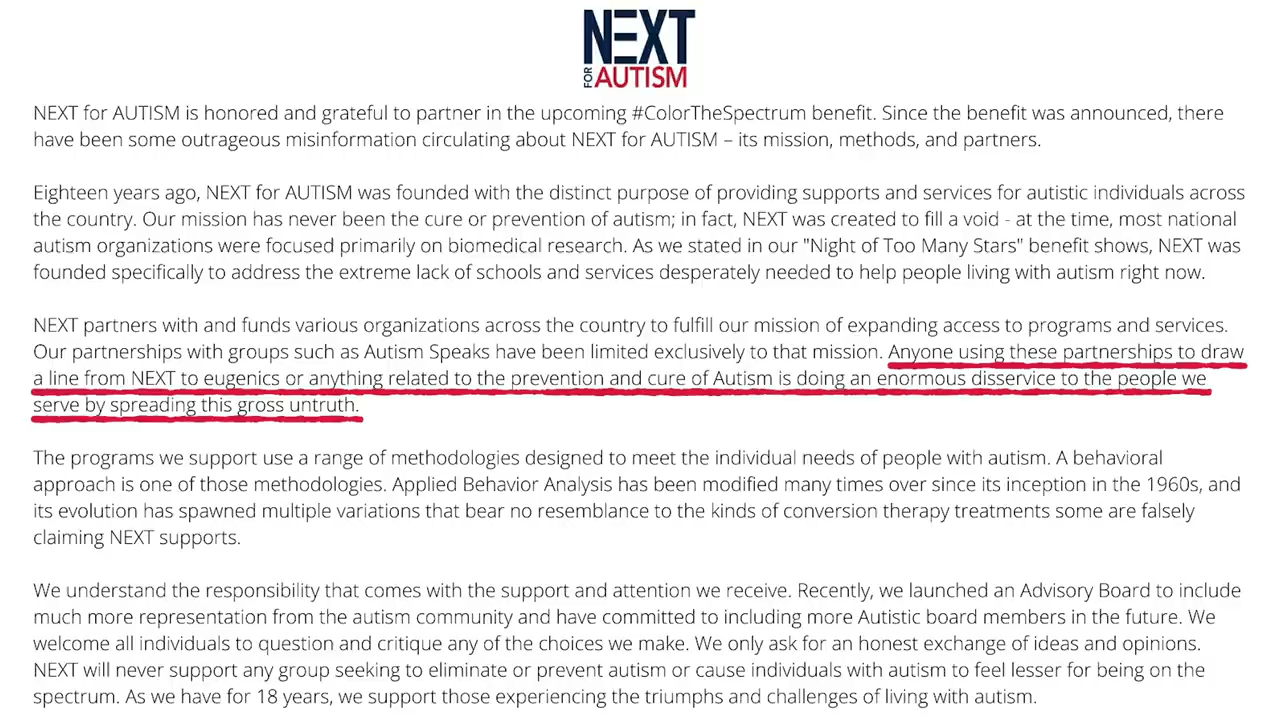 NEXT
FOR AUTISM
NEXT for AUTISM is honored and grateful to partner in the upcoming #ColorTheSpectrum benefit. Since the benefit was announced, there
have been some outrageous misinformation circulating about NEXT for AUTISM – its mission, methods, and partners.
Eighteen years ago, NEXT for AUTISM was founded with the distinct purpose of providing supports and services for autistic individuals across
the country. Our mission has never been the cure or prevention of autism; in fact, NEXT was created to fill a void - at the time, most national
autism organizations were focused primarily on biomedical research. As we stated in our "Night of Too Many Stars" benefit shows, NEXT was
founded specifically to address the extreme lack of schools and services desperately needed to help people living with autism right now.
NEXT partners with and funds various organizations across the country to fulfill our mission of expanding access to programs and services.
Our partnerships with groups such as Autism Speaks have been limited exclusively to that mission. Anyone using these partnerships to draw
a line from NEXT to eugenics or anything related to the prevention and cure of Autism is doing an enormous disservice to the people we
serve by spreading this gross untruth.
The programs we support use a range of methodologies designed to meet the individual needs of people with autism. A behavioral
approach is one of those methodologies. Applied Behavior Analysis has been modified many times over since its inception in the 1960s, and
its evolution has spawned multiple variations that bear no resemblance to the kinds of conversion therapy treatments some are falsely
claiming NEXT supports.
We understand the responsibility that comes with the support and attention we receive. Recently, we launched an Advisory Board to include
much more representation from the autism community and have committed to including more Autistic board members in the future. We
welcome all individuals to question and critique any of the choices we make. We only ask for an honest exchange of ideas and opinions.
NEXT will never support any group seeking to eliminate or prevent autism or cause individuals with autism to feel lesser for being on the
spectrum. As we have for 18 years, we support those experiencing the triumphs and challenges of living with autism.